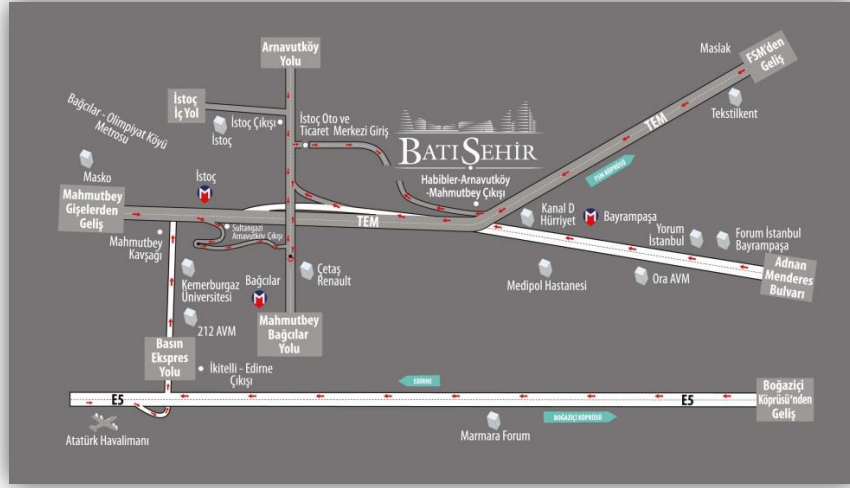 Arnavutköy
Yolu
Maslak
FSM'den
Geliş
İstoç
İç Yol
İstoç Çıkışı
İstoç
İstoç Oto ve
Ticaret Merkezi Giriş
Tekstilkent
TEM
Bağcılar - Olimpiyat Köyü
Metrosu
BATIŞEHİR
Habibler-Arnavutköy
-Mahmutbey Çıkışı
FSM KÖPRÜSÜ
Masko
İstoç
Mahmutbey
Gişelerden
Geliş
TEM
Kanal D
Hürriyet
Bayrampaşa
Yorum
İstanbul
Forum İstanbul
Bayrampaşa
Sultangazi
Arnavutköy Çıkışı
Mahmutbey
Kavşağı
Adnan
Menderes
Bulvarı
Kemerburgaz
Üniversitesi
Bağcılar
Çetaş
Renault
Medipol Hastanesi
Ora AVM
212 AVM
Mahmutbey
Bağcılar
Yolu
Basın
Ekspres
Yolu
İkitelli - Edirne
Çıkışı
EDİRNE
E5
E5
Boğaziçi
Köprüsü'nden
Geliş
BOĞAZİÇİ KÖPRÜSÜ
Atatürk Havalimanı
Marmara Forum